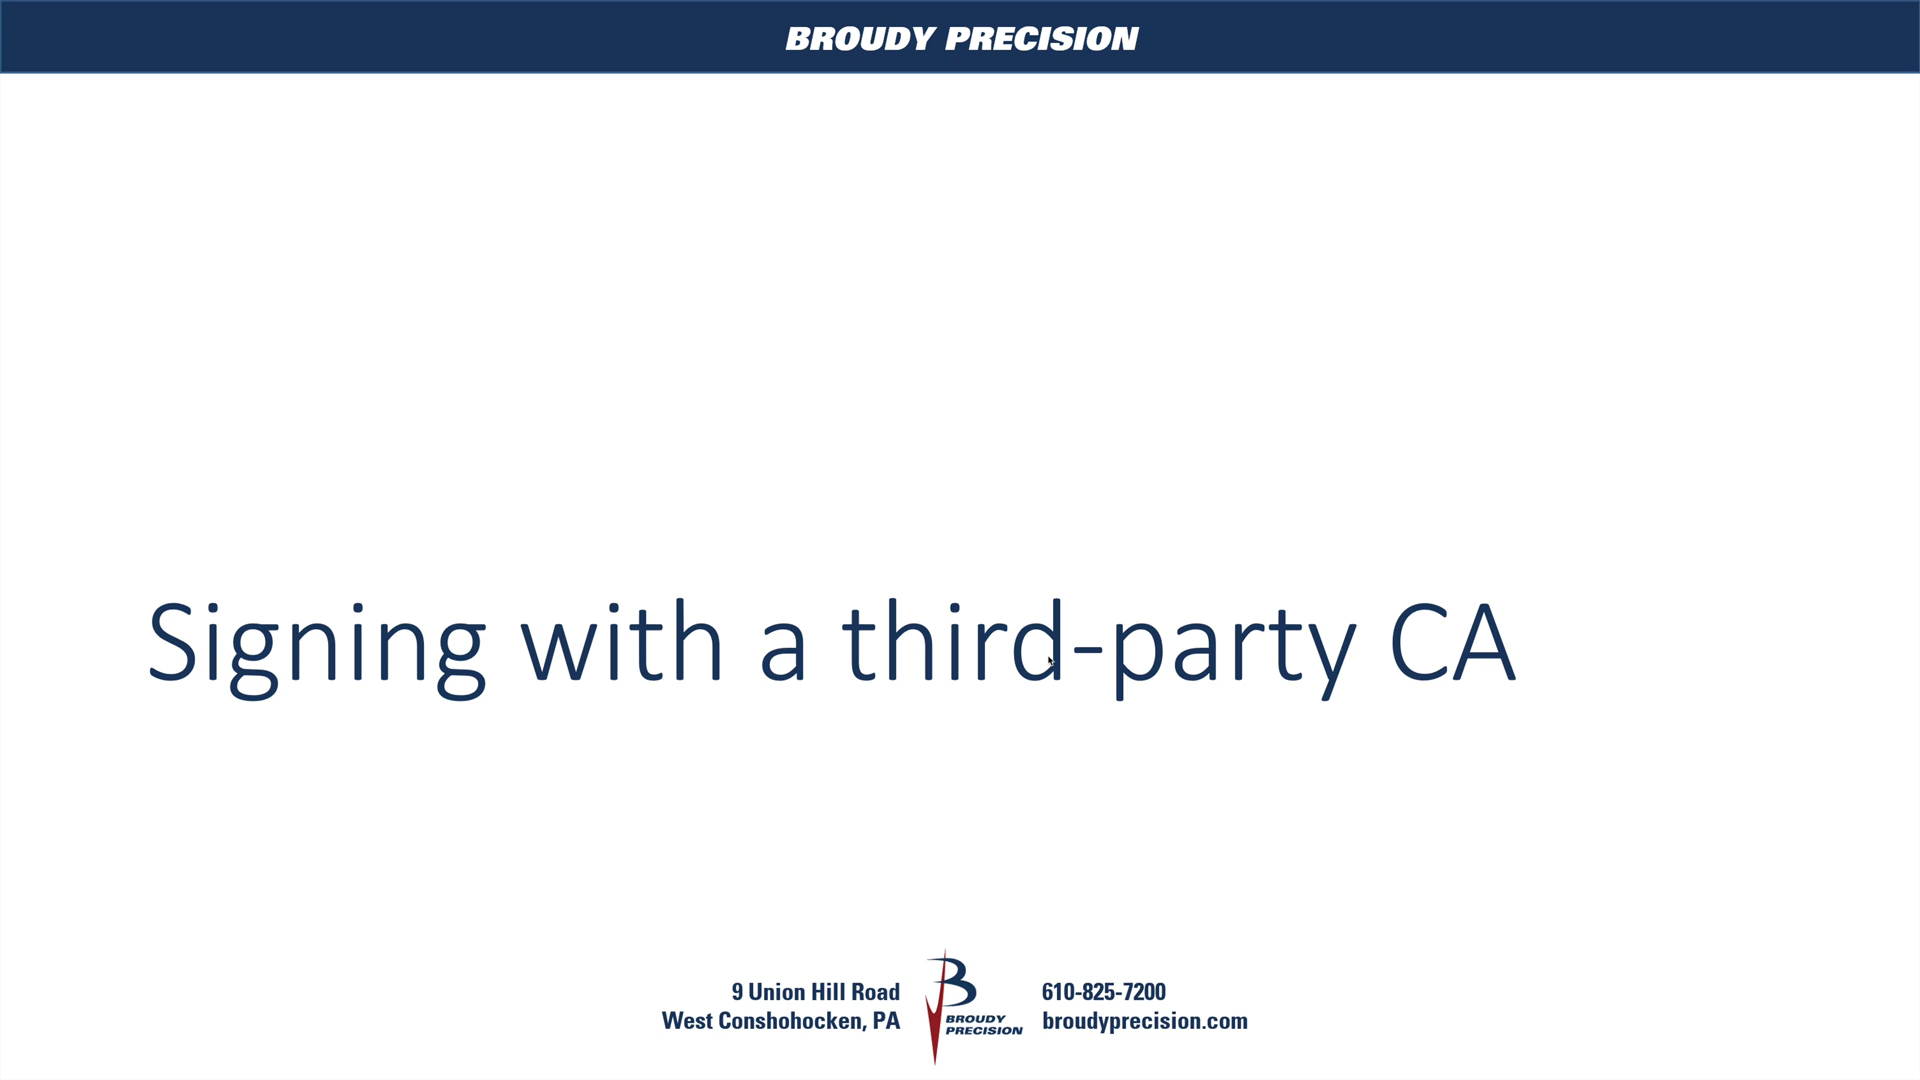 BROUDY PRECISION
Signing with a third-party CA
9 Union Hill Road
West Conshohocken, PA
B
BROUDY
PRECISION
610-825-7200
broudyprecision.com